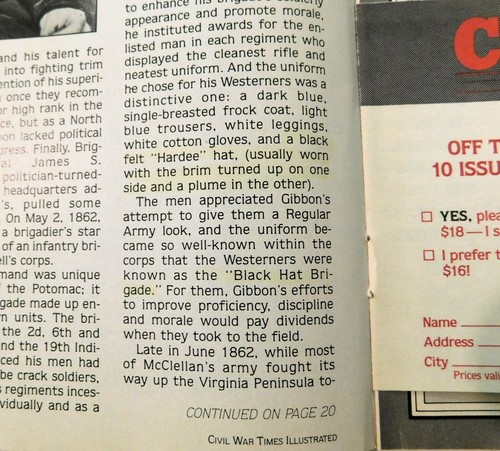 and his talent for
into fighting trim
ention of his superi-
once they recom-
or high rank in the
ce, but as a North
on lacked political
gress. Finally, Brig-
al James S.
politician-turned-
headquarters ad-
s, pulled some
On May 2, 1862,
a brigadier's star
of an infantry bri-
ell's corps.
mand was unique
of the Potomac; it
gade made up en-
n units. The bri-
the 2d, 6th and
and the 19th Indi-
ced his men had
be crack soldiers,
s regiments inces-
vidually and as a
to enhance his brigade's soldierly
appearance and promote morale,
he instituted awards for the en-
listed man in each regiment who
displayed the cleanest rifle and
neatest uniform. And the uniform
he chose for his Westerners was a
distinctive one: a dark blue,
single-breasted frock coat, light
blue trousers, white leggings,
white cotton gloves, and a black
felt "Hardee" hat, (usually worn
with the brim turned up on one
side and a plume in the other).
The men appreciated Gibbon's
attempt to give them a Regular
Army look, and the uniform be-
came so well-known within the
corps that the Westerners were
known as the "Black Hat Bri-
gade." For them, Gibbon's efforts
to improve proficiency, discipline
and morale would pay dividends
when they took to the field.
Late in June 1862, while most
of McClellan's army fought its
way up the Virginia Peninsula to-
CONTINUED ON PAGE 20
CIVIL WAR TIMES ILLUSTRATED
C
OFF T
10 ISSU
YES, plea
$18—I s
I prefer t
$16!
Name
Address
City
Prices vali